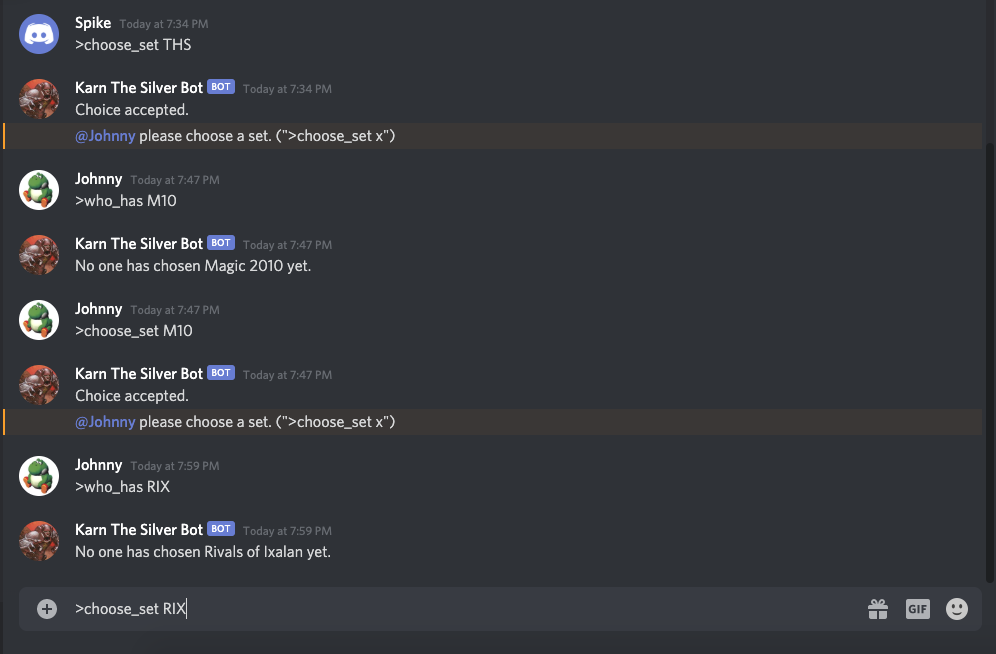 Spike Today at 7:34 PM
>choose_set THS
Karn The Silver Bot BOT Today at 7:34 PM
Choice accepted.
@Johnny please choose a set. (">choose_set x")
Johnny Today at 7:47 PM
>who_has M10
Karn The Silver Bot BOT Today at 7:47 PM
No one has chosen Magic 2010 yet.
Johnny Today at 7:47 PM
>choose_set M10
Karn The Silver Bot BOT Today at 7:47 PM
Choice accepted.
@Johnny please choose a set. (">choose_set x")
Johnny Today at 7:59 PM
>who_has RIX
Karn The Silver Bot BOT Today at 7:59 PM
No one has chosen Rivals of Ixalan yet.
>choose_set RIX GIF